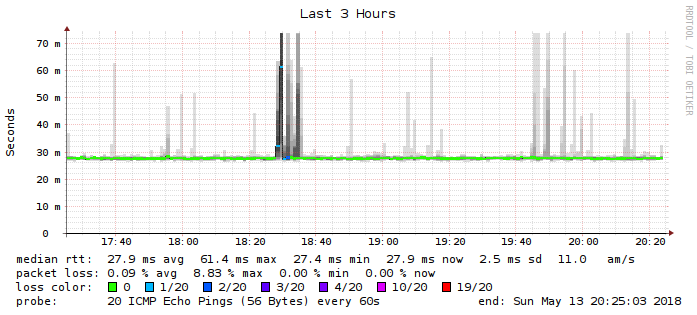 Last 3 Hours
RRDTOOL / TOBI OETIKER
Seconds
70 m
60 m
50 m
40 m
30 m
20 m
10 m
0
17:40 18:00 18:20 18:40 19:00 19:20 19:40 20:00 20:20
median rtt: 27.9 ms avg 61.4 ms max 27.4 ms min 27.9 ms now 2.5 ms sd 11.0 am/s
packet loss: 0.09 % avg 8.83 % max 0.00 % min 0.00 % now
loss color: 0 1/20 2/20 3/20 4/20 10/20 19/20
probe: 20 ICMP Echo Pings (56 Bytes) every 60s end: Sun May 13 20:25:03 2018